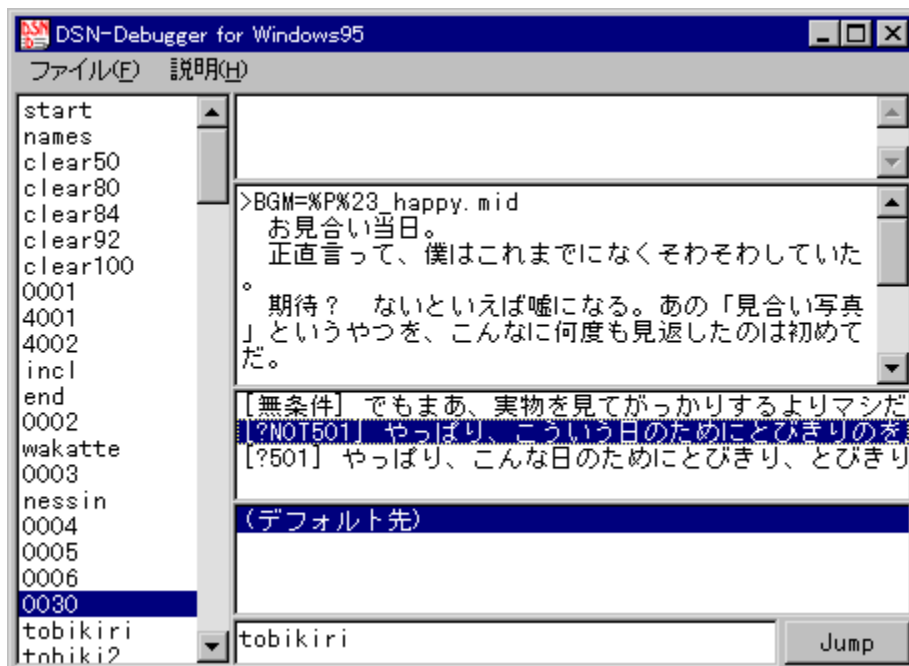 DSN-Debugger for Windows95
ファイル(F) 説明(H)
start
names
clear50
clear80
clear84
clear92
clear100
0001
4001
4002
incl
end
0002
wakatte
0003
nessin
0004
0005
0006
0030
tobikiri
tobiki2
>BGM=%P%23_happy.mid
お見合い当日。
正直言って、僕はこれまでになくそわそわしていた
。
期待？　ないといえば嘘になる。あの「見合い写真
」というやつを、こんなに何度も見返したのは初めて
だ。
[無条件] でもまあ、実物を見てがっかりするよりマシだ
[?NOT501] やっぱり、こういう日のためにとびきりのを
[?501] やっぱり、こんな日のためにとびきり、とびきり
(デフォルト先)
tobikiri
Jump